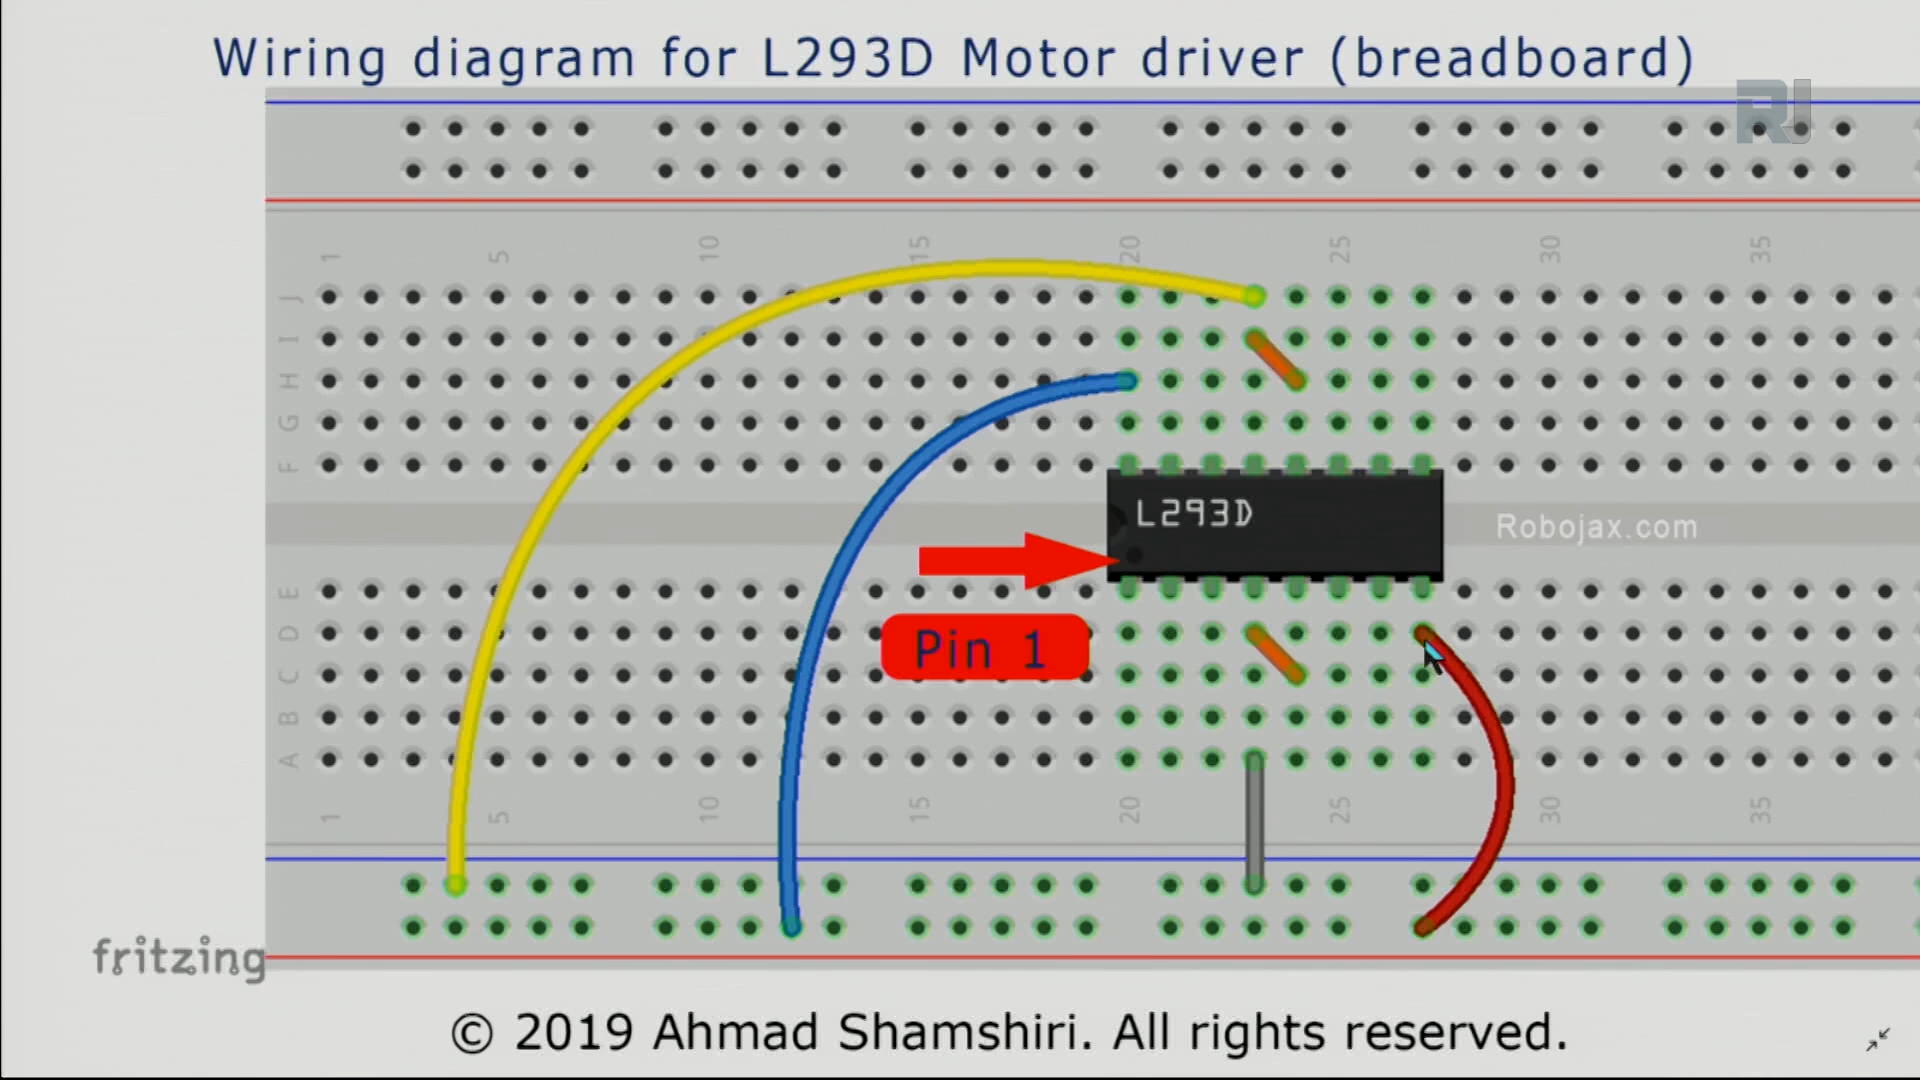 Wiring diagram for L293D Motor driver (breadboard)
RJ
1 5 10 15 20 25 30 35
J
I
H
G
F
L293D
Robojax.com
Pin 1
E
D
C
B
A
1 5 10 15 20 25 30 35
fritzing
© 2019 Ahmad Shamshiri. All rights reserved.